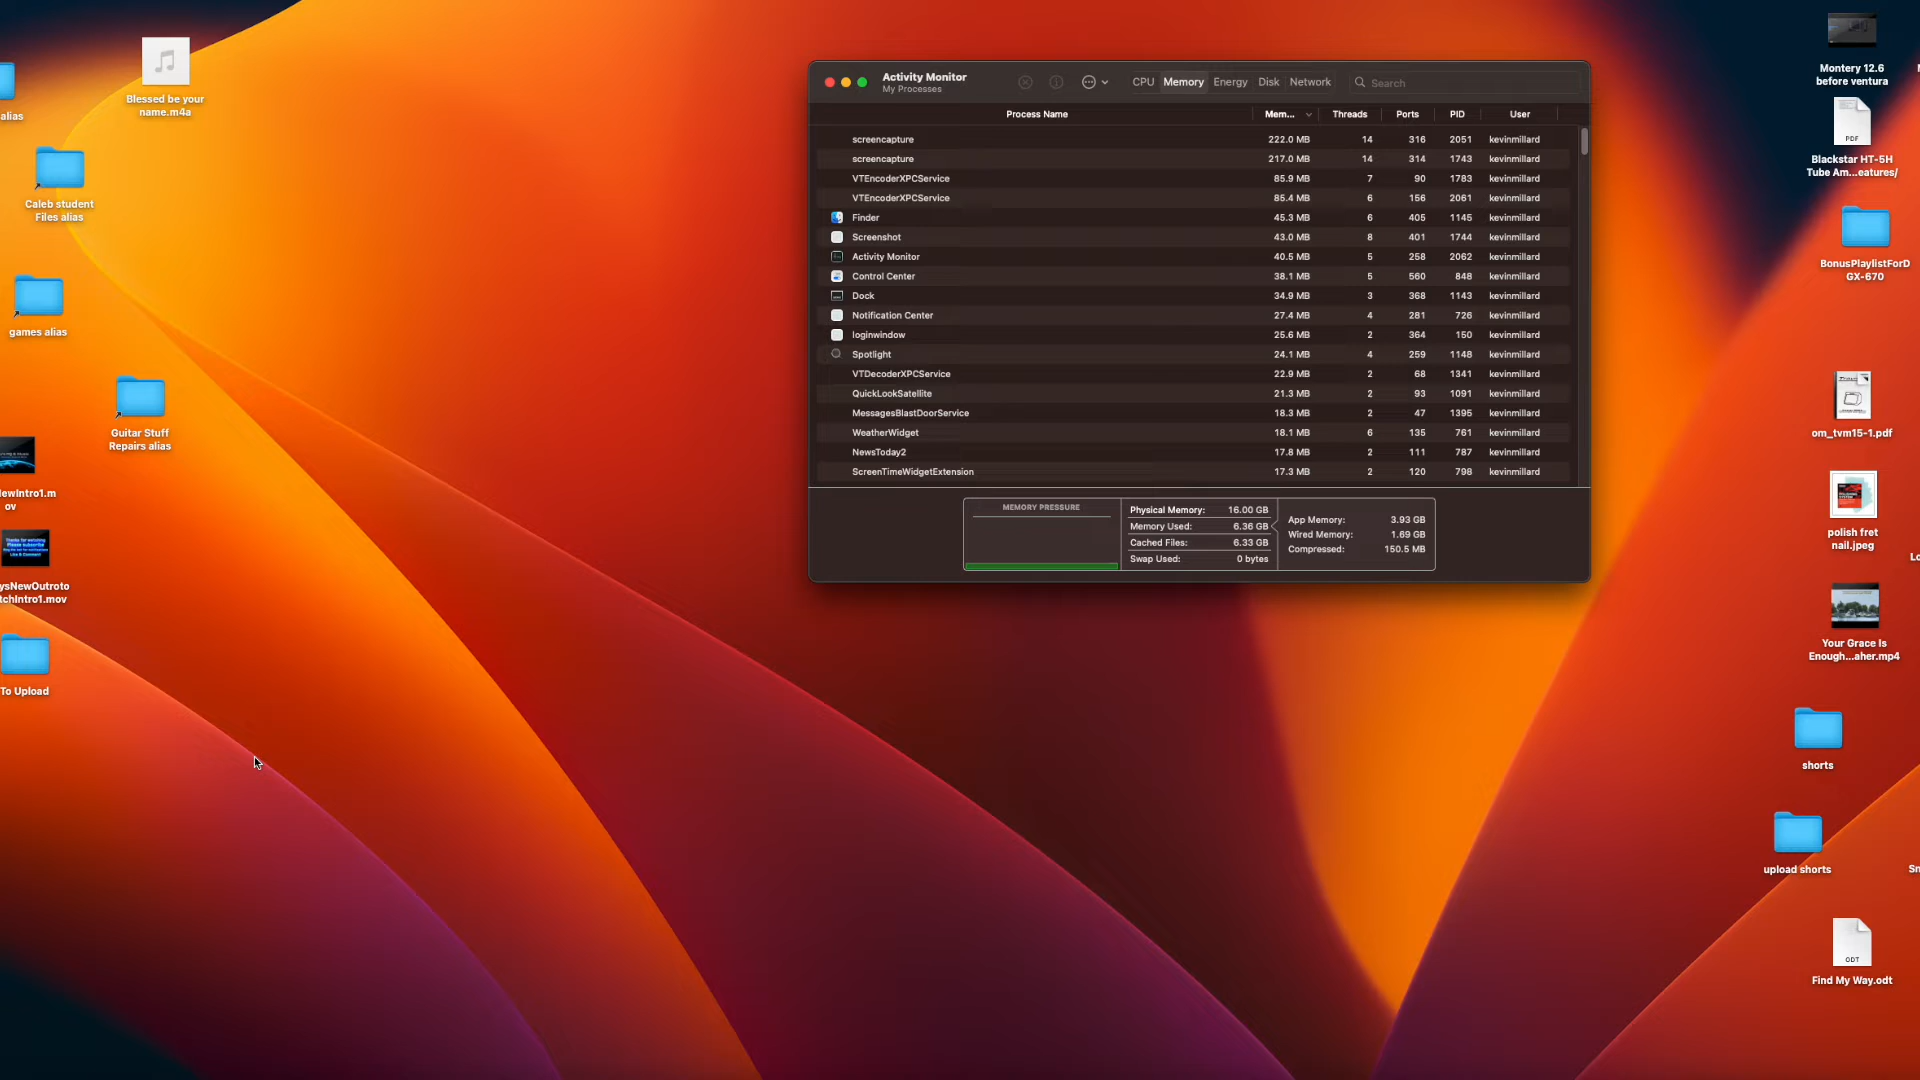 alias
Blessed be your
name.m4a
Caleb student
Files alias
games alias
Guitar Stuff
Repairs alias
ewIntro1.m
ov
Thanks for watching
Please subscribe
Like & Comment
ysNewOutroto
tchIntro1.mov
To Upload
Activity Monitor
My Processes
CPU Memory Energy Disk Network Search
Process Name Mem... Threads Ports PID User
screencapture 222.0 MB 14 316 2051 kevinmillard
screencapture 217.0 MB 14 314 1743 kevinmillard
VTEncoderXPCService 85.9 MB 7 90 1783 kevinmillard
VTEncoderXPCService 85.4 MB 6 156 2061 kevinmillard
Finder 45.3 MB 6 405 1145 kevinmillard
Screenshot 43.0 MB 8 401 1744 kevinmillard
Activity Monitor 40.5 MB 5 258 2062 kevinmillard
Control Center 38.1 MB 5 560 848 kevinmillard
Dock 34.9 MB 3 368 1143 kevinmillard
Notification Center 27.4 MB 4 281 726 kevinmillard
loginwindow 25.6 MB 2 364 150 kevinmillard
Spotlight 24.1 MB 4 259 1148 kevinmillard
VTDecoderXPCService 22.9 MB 2 68 1341 kevinmillard
QuickLookSatellite 21.3 MB 2 93 1091 kevinmillard
MessagesBlastDoorService 18.3 MB 2 47 1395 kevinmillard
WeatherWidget 18.1 MB 6 135 761 kevinmillard
NewsToday2 17.8 MB 2 111 787 kevinmillard
ScreenTimeWidgetExtension 17.3 MB 2 120 798 kevinmillard
MEMORY PRESSURE
Physical Memory: 16.00 GB
Memory Used: 6.36 GB
Cached Files: 6.33 GB
Swap Used: 0 bytes
App Memory: 3.93 GB
Wired Memory: 1.69 GB
Compressed: 150.5 MB
Montery 12.6
before ventura
PDF
Blackstar HT-5H
Tube Am...eatures/
BonusPlaylistForD
GX-670
om_tvm15-1.pdf
polish fret
nail.jpeg
Lo
Your Grace Is
Enough...aher.mp4
shorts
upload shorts
Sn
ODT
Find My Way.odt